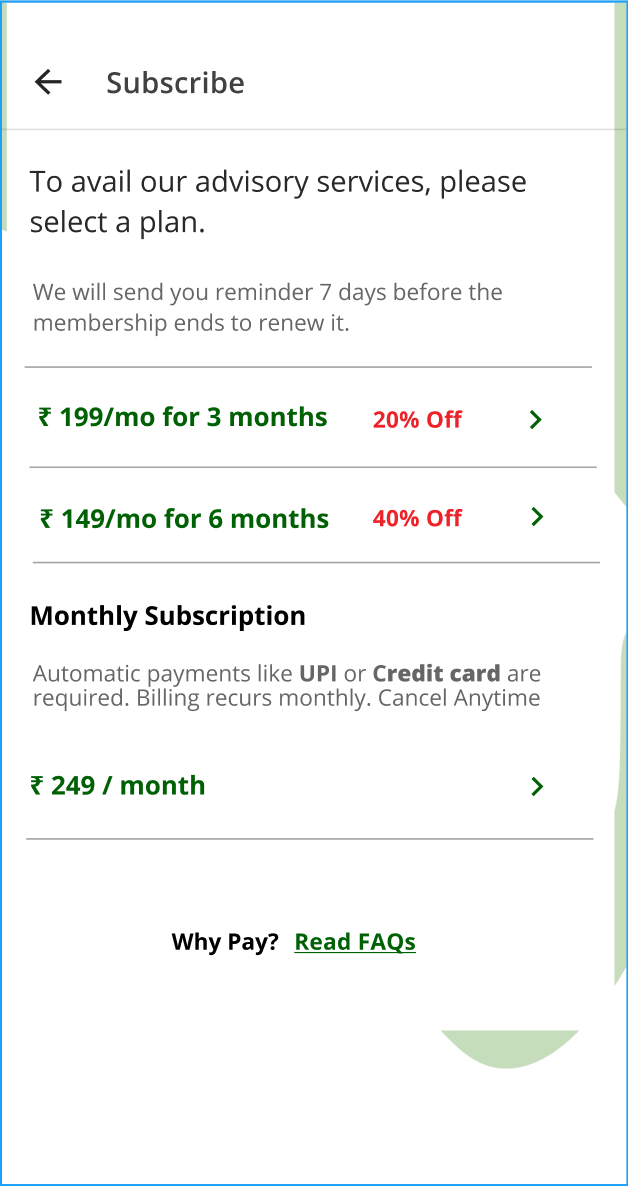 Subscribe
To avail our advisory services, please
select a plan.
We will send you reminder 7 days before the
membership ends to renew it.
₹ 199/mo for 3 months 20% Off
₹ 149/mo for 6 months 40% Off
Monthly Subscription
Automatic payments like UPI or Credit card are
required. Billing recurs monthly. Cancel Anytime
₹ 249 / month
Why Pay? Read FAQs